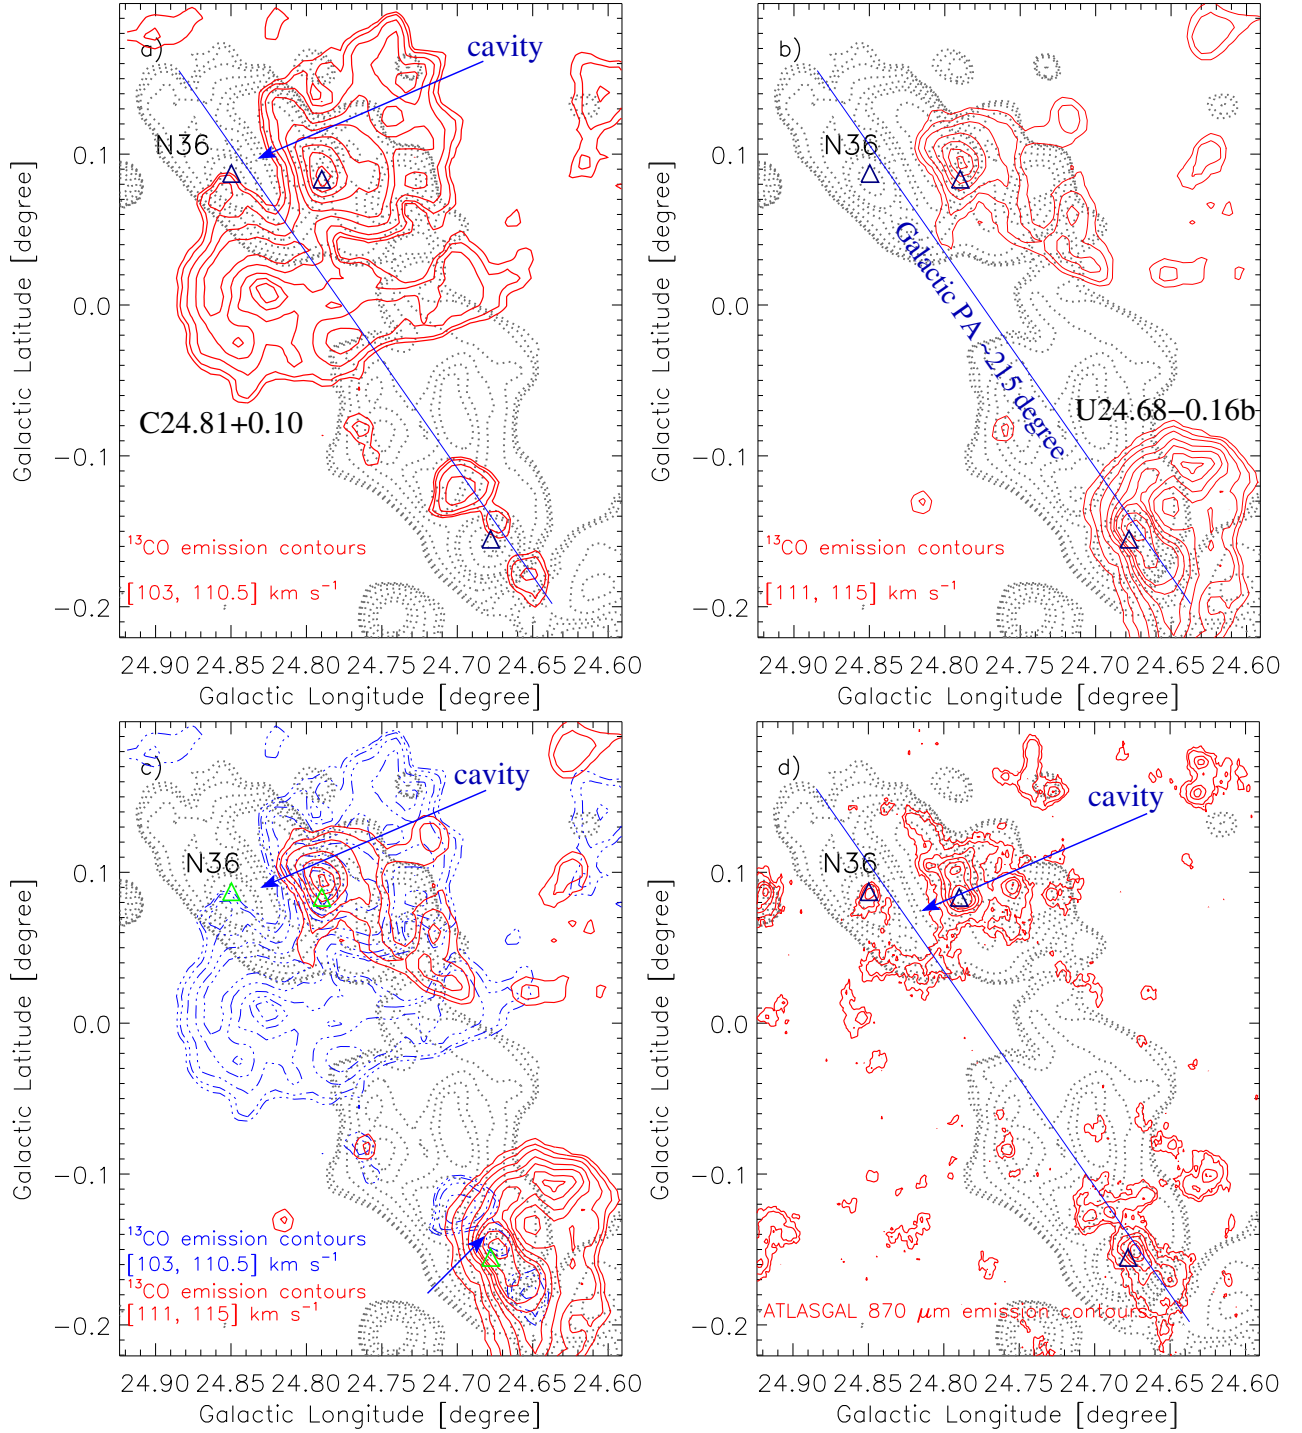 a)
cavity
N36
C24.81+0.10
¹³CO emission contours
[103, 110.5] km s⁻¹
0.1
0.0
−0.1
−0.2
Galactic Latitude [degree]
24.90 24.85 24.80 24.75 24.70 24.65 24.60
Galactic Longitude [degree]
b)
N36
Galactic PA ~215 degree
U24.68−0.16b
¹³CO emission contours
[111, 115] km s⁻¹
0.1
0.0
−0.1
−0.2
Galactic Latitude [degree]
24.90 24.85 24.80 24.75 24.70 24.65 24.60
Galactic Longitude [degree]
c)
cavity
N36
¹³CO emission contours
[103, 110.5] km s⁻¹
¹³CO emission contours
[111, 115] km s⁻¹
0.1
0.0
−0.1
−0.2
Galactic Latitude [degree]
24.90 24.85 24.80 24.75 24.70 24.65 24.60
Galactic Longitude [degree]
d)
cavity
N36
ATLASGAL 870 μm emission contours
0.1
0.0
−0.1
−0.2
Galactic Latitude [degree]
24.90 24.85 24.80 24.75 24.70 24.65 24.60
Galactic Longitude [degree]